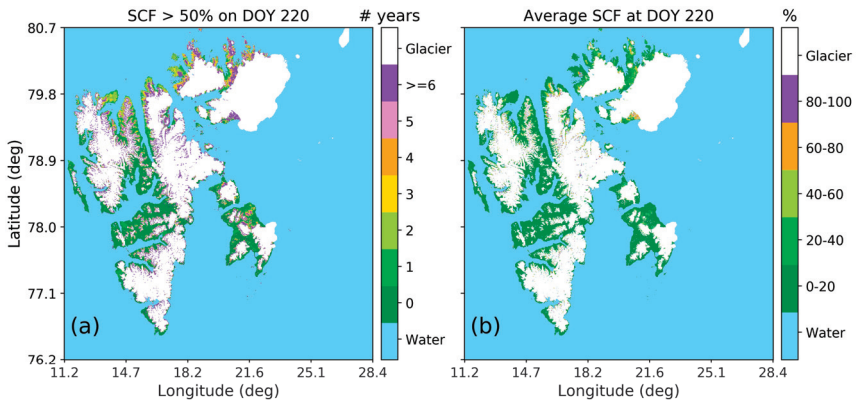 SCF > 50% on DOY 220
# years
80.7
79.8
78.9
78.0
77.1
76.2
Latitude (deg)
(a)
11.2 14.7 18.2 21.6 25.1 28.4
Longitude (deg)
Glacier
>=6
5
4
3
2
1
0
Water
Average SCF at DOY 220
%
(b)
11.2 14.7 18.2 21.6 25.1 28.4
Longitude (deg)
Glacier
80-100
60-80
40-60
20-40
0-20
Water